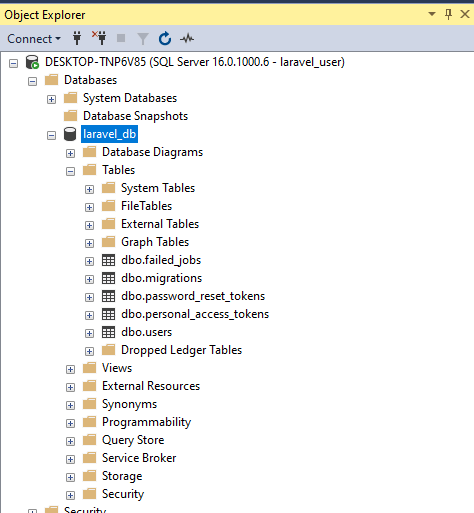 Object Explorer
Connect
DESKTOP-TNP6V85 (SQL Server 16.0.1000.6 - laravel_user)
Databases
System Databases
Database Snapshots
laravel_db
Database Diagrams
Tables
System Tables
FileTables
External Tables
Graph Tables
dbo.failed_jobs
dbo.migrations
dbo.password_reset_tokens
dbo.personal_access_tokens
dbo.users
Dropped Ledger Tables
Views
External Resources
Synonyms
Programmability
Query Store
Service Broker
Storage
Security
Security